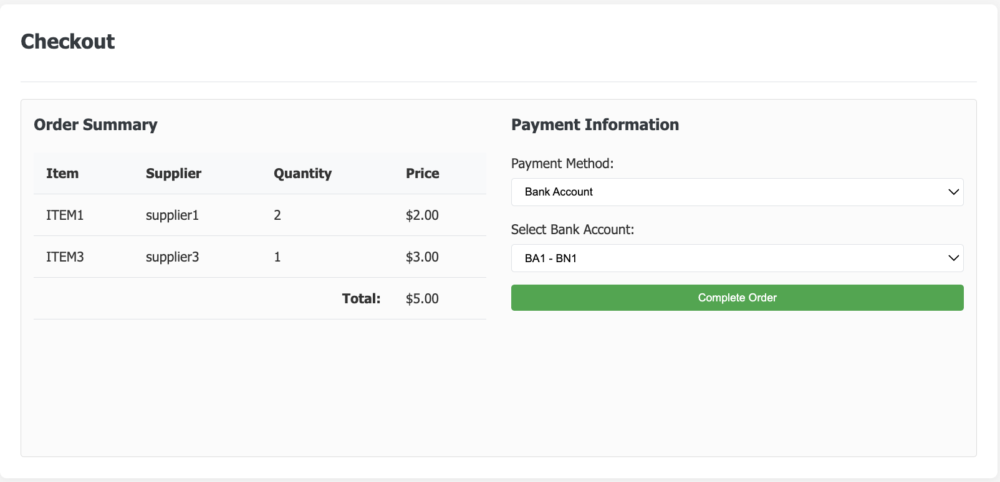 Checkout
Order Summary
Item Supplier Quantity Price
ITEM1 supplier1 2 $2.00
ITEM3 supplier3 1 $3.00
Total: $5.00
Payment Information
Payment Method:
Bank Account
Select Bank Account:
BA1 - BN1
Complete Order